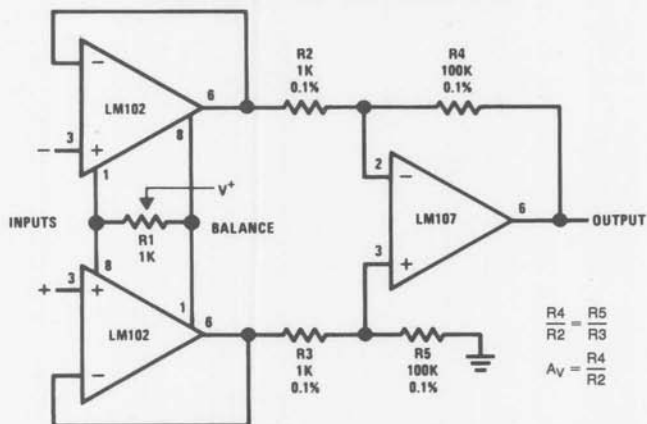 R2
1K
0.1%
R4
100K
0.1%
−
LM102
6
8
− 3 +
1
2 −
LM107
6
OUTPUT
3
+
INPUTS
V+
R1
1K
BALANCE
8
+ 3 +
1
LM102
6
−
R3
1K
0.1%
R5
100K
0.1%
R4/R2 = R5/R3
AV = R4/R2